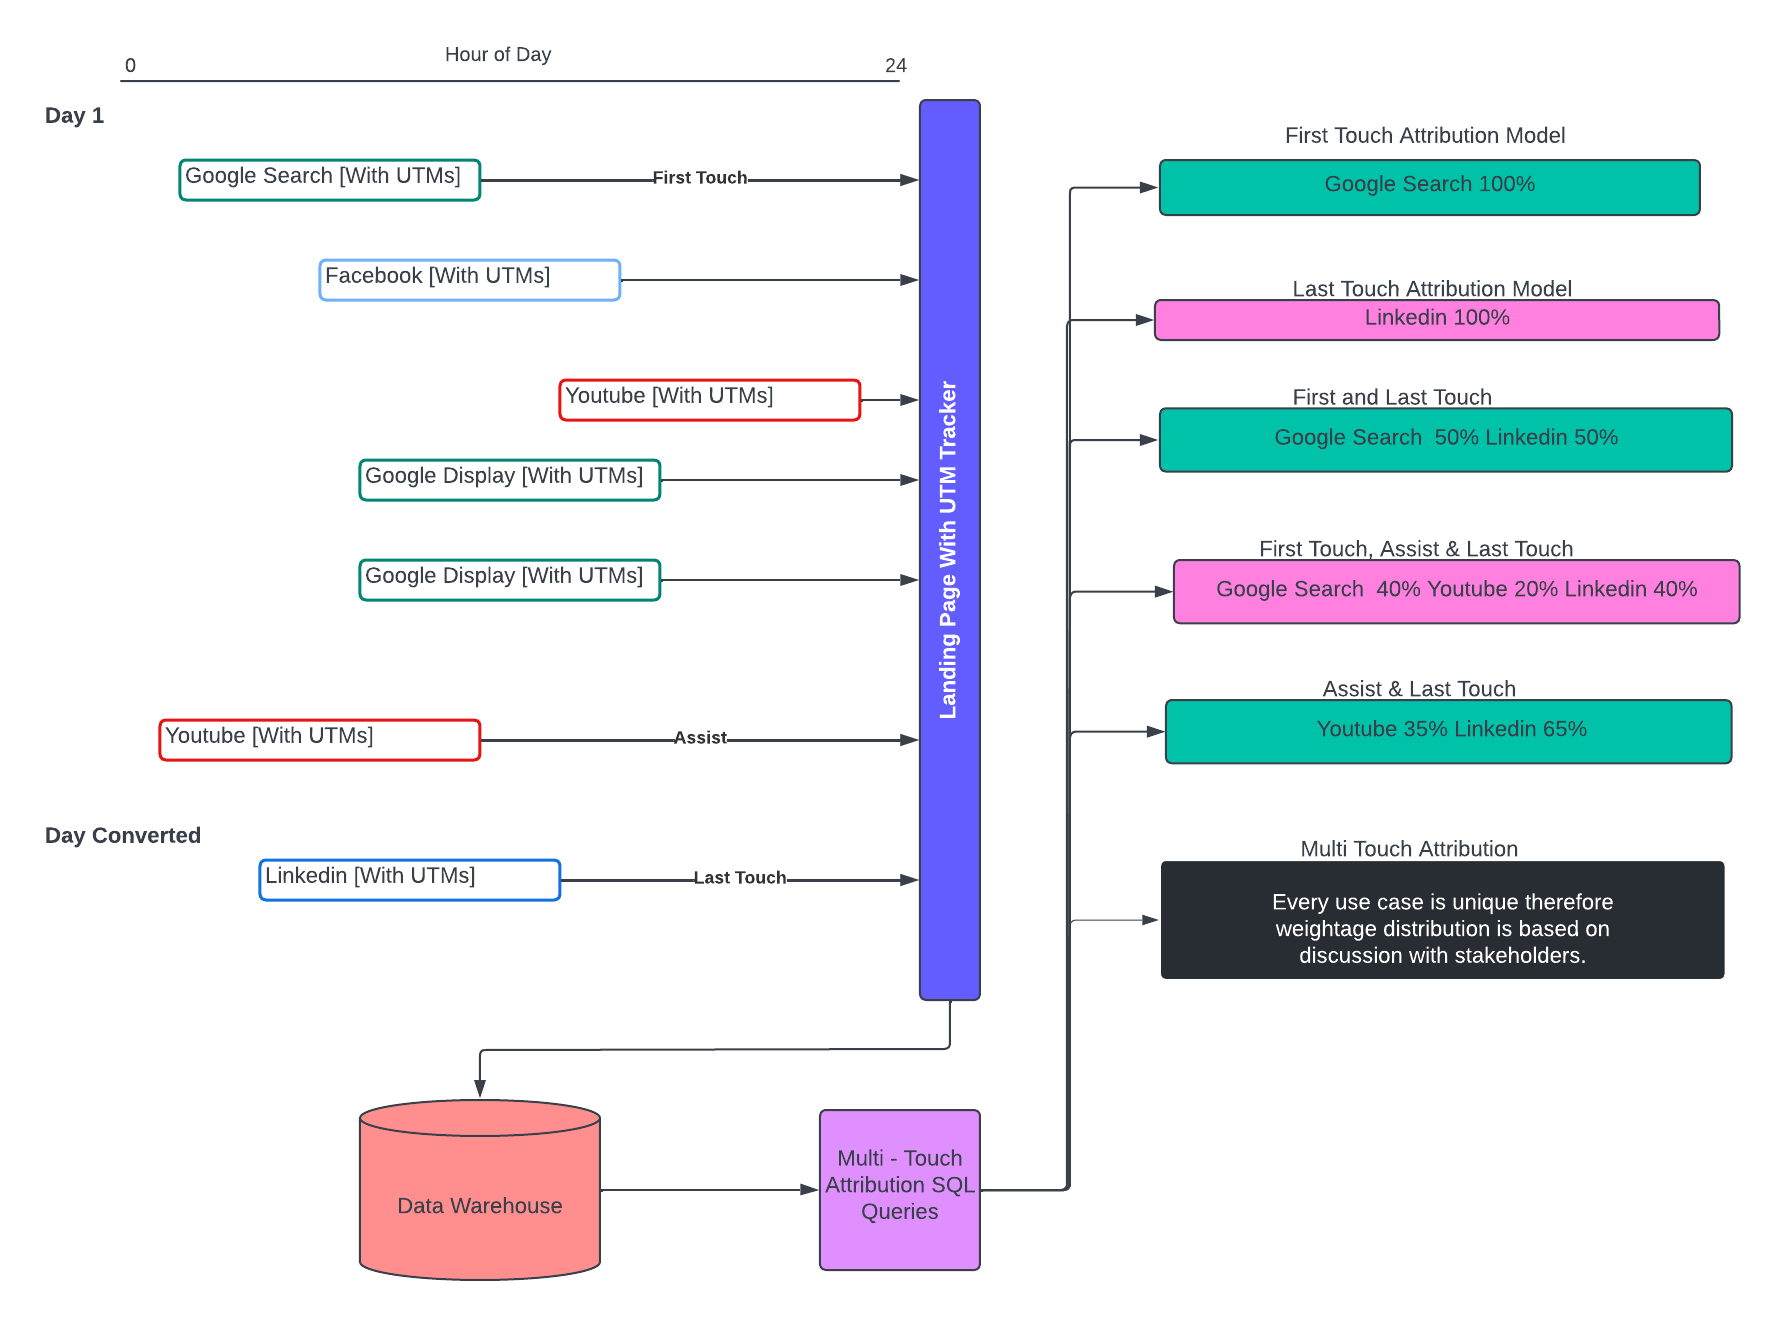 Hour of Day
0
24
Day 1
Google Search [With UTMs]
First Touch
Facebook [With UTMs]
Youtube [With UTMs]
Google Display [With UTMs]
Google Display [With UTMs]
Youtube [With UTMs]
Assist
Day Converted
Linkedin [With UTMs]
Last Touch
Landing Page With UTM Tracker
Data Warehouse
Multi - Touch
Attribution SQL
Queries
First Touch Attribution Model
Google Search 100%
Last Touch Attribution Model
Linkedin 100%
First and Last Touch
Google Search  50% Linkedin 50%
First Touch, Assist & Last Touch
Google Search  40% Youtube 20% Linkedin 40%
Assist & Last Touch
Youtube 35% Linkedin 65%
Multi Touch Attribution
Every use case is unique therefore
weightage distribution is based on
discussion with stakeholders.